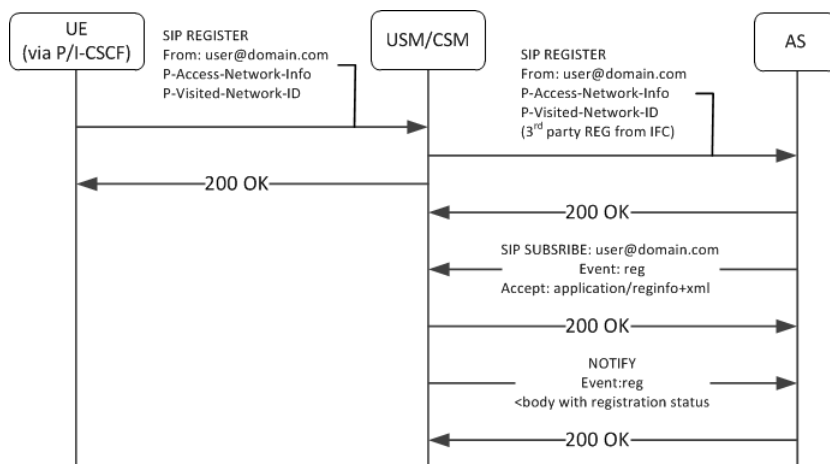 UE
(via P/I-CSCF)
USM/CSM
AS
SIP REGISTER
From: user@domain.com
P-Access-Network-Info
P-Visited-Network-ID
SIP REGISTER
From: user@domain.com
P-Access-Network-Info
P-Visited-Network-ID
(3rd party REG from IFC)
200 OK
200 OK
SIP SUBSRIBE: user@domain.com
Event: reg
Accept: application/reginfo+xml
200 OK
NOTIFY
Event:reg
<body with registration status
200 OK